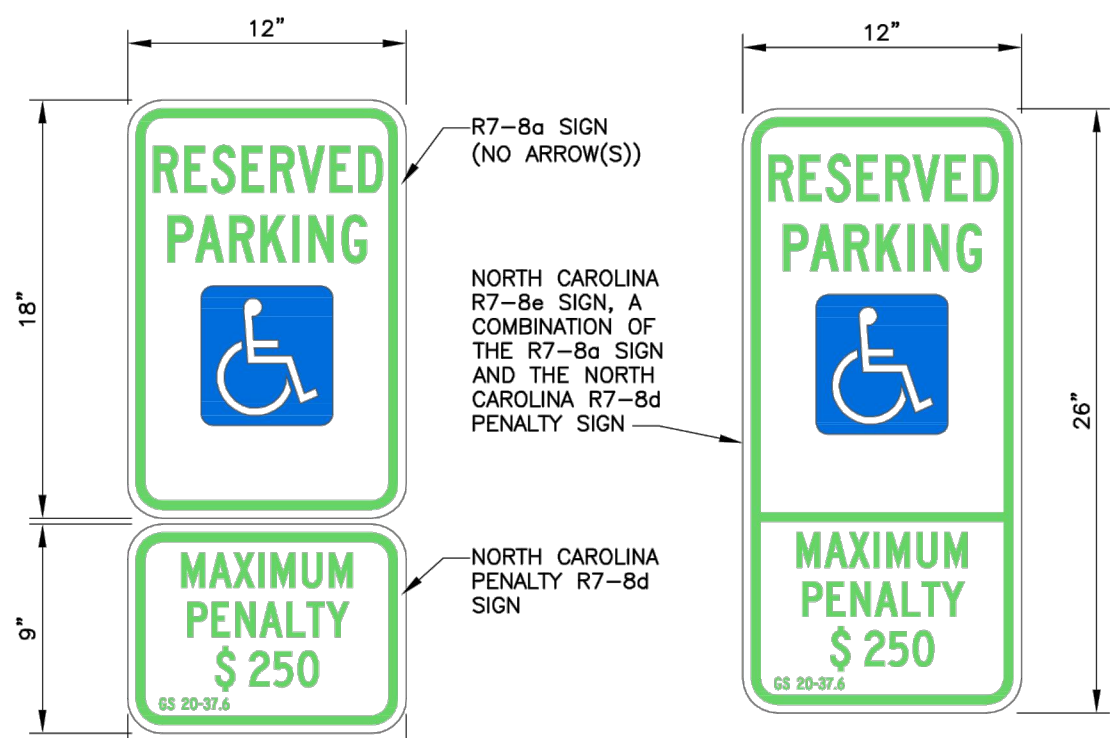 12”
18”
RESERVED
PARKING
9”
MAXIMUM
PENALTY
$ 250
GS 20-37.6
R7-8a SIGN
(NO ARROW(S))
NORTH CAROLINA
R7-8e SIGN, A
COMBINATION OF
THE R7-8a SIGN
AND THE NORTH
CAROLINA R7-8d
PENALTY SIGN
NORTH CAROLINA
PENALTY R7-8d
SIGN
12”
RESERVED
PARKING
26”
MAXIMUM
PENALTY
$ 250
GS 20-37.6